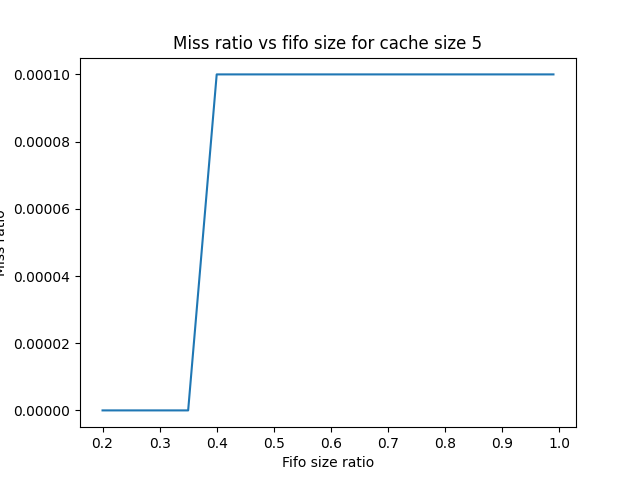 Miss ratio vs fifo size for cache size 5
0.00010
0.00008
0.00006
0.00004
0.00002
0.00000
Miss ratio
0.2 0.3 0.4 0.5 0.6 0.7 0.8 0.9 1.0
Fifo size ratio